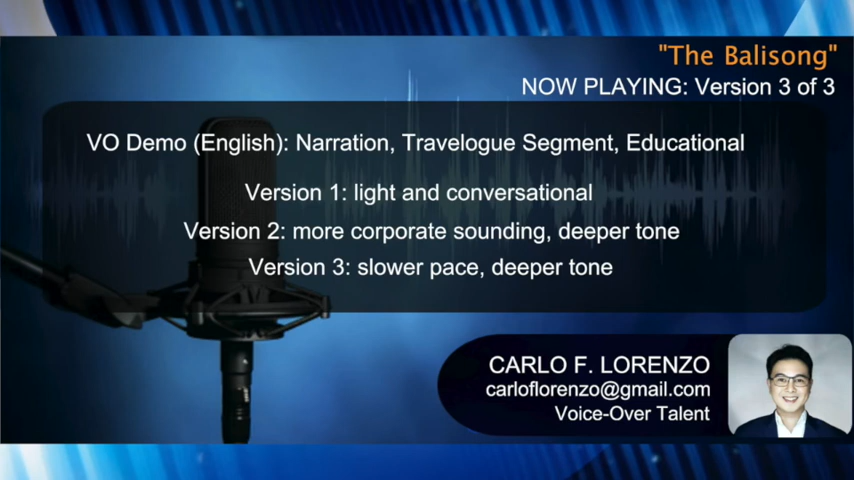 "The Balisong"
NOW PLAYING: Version 3 of 3
VO Demo (English): Narration, Travelogue Segment, Educational
Version 1: light and conversational
Version 2: more corporate sounding, deeper tone
Version 3: slower pace, deeper tone
CARLO F. LORENZO
carloflorenzo@gmail.com
Voice-Over Talent